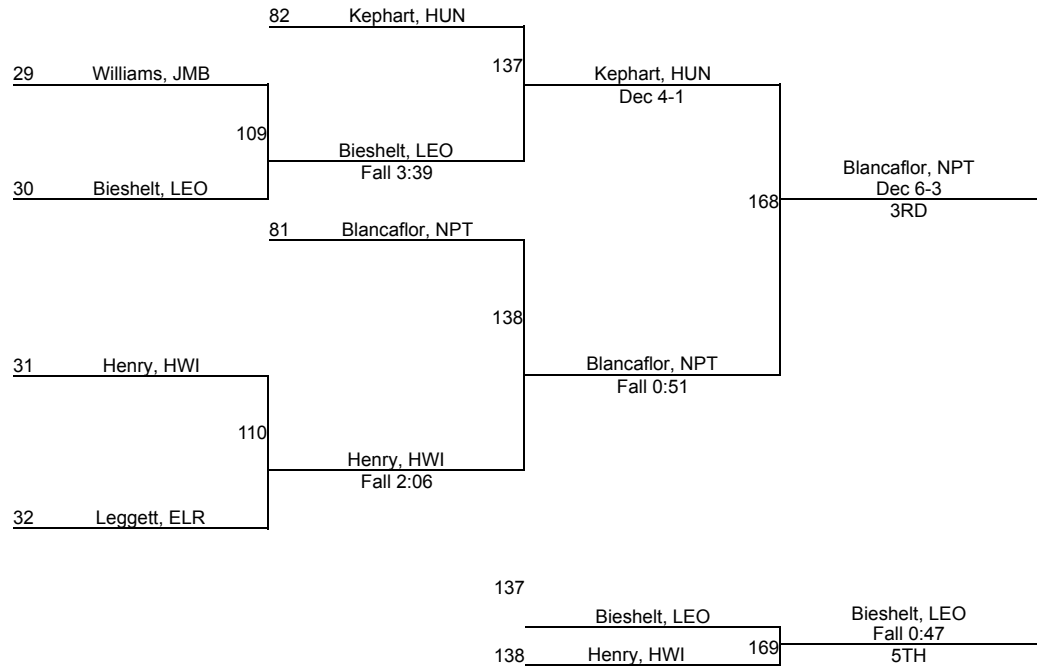 82 Kephart, HUN
137 Kephart, HUN
29 Williams, JMB
Dec 4-1
109
Bieshelt, LEO
Fall 3:39
Blancaflor, NPT
30 Bieshelt, LEO
168 Dec 6-3
3RD
81 Blancaflor, NPT
138
31 Henry, HWI
Blancaflor, NPT
Fall 0:51
110
Henry, HWI
Fall 2:06
32 Leggett, ELR
137
Bieshelt, LEO
Bieshelt, LEO
Fall 0:47
138 Henry, HWI 169
5TH